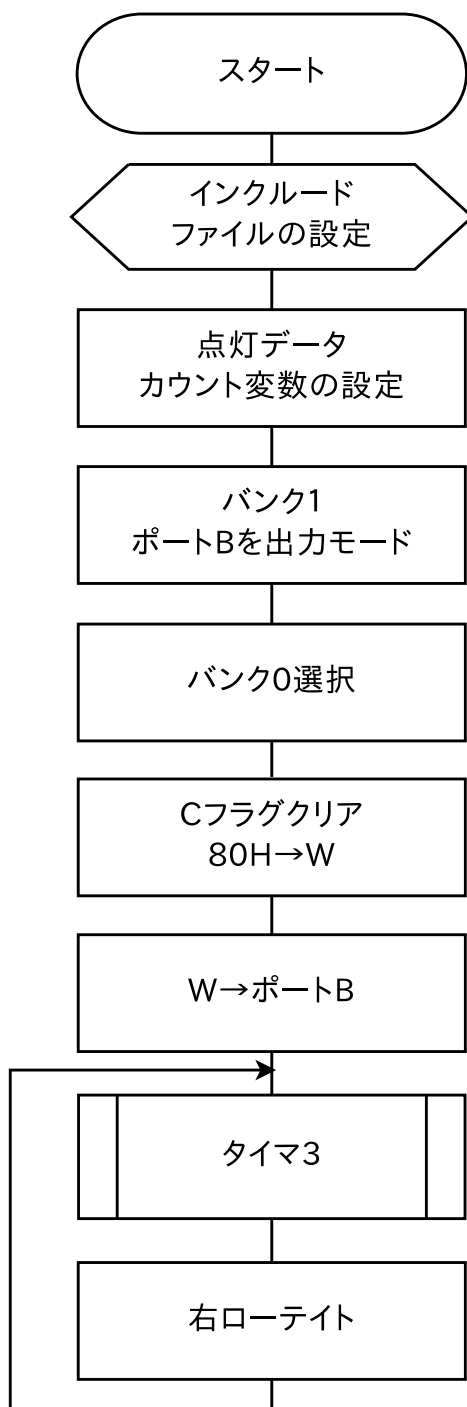 スタート
インクルード
ファイルの設定
点灯データ
カウント変数の設定
バンク1
ポートBを出力モード
バンク0選択
Cフラグクリア
80H→W
W→ポートB
タイマ3
右ローテイト